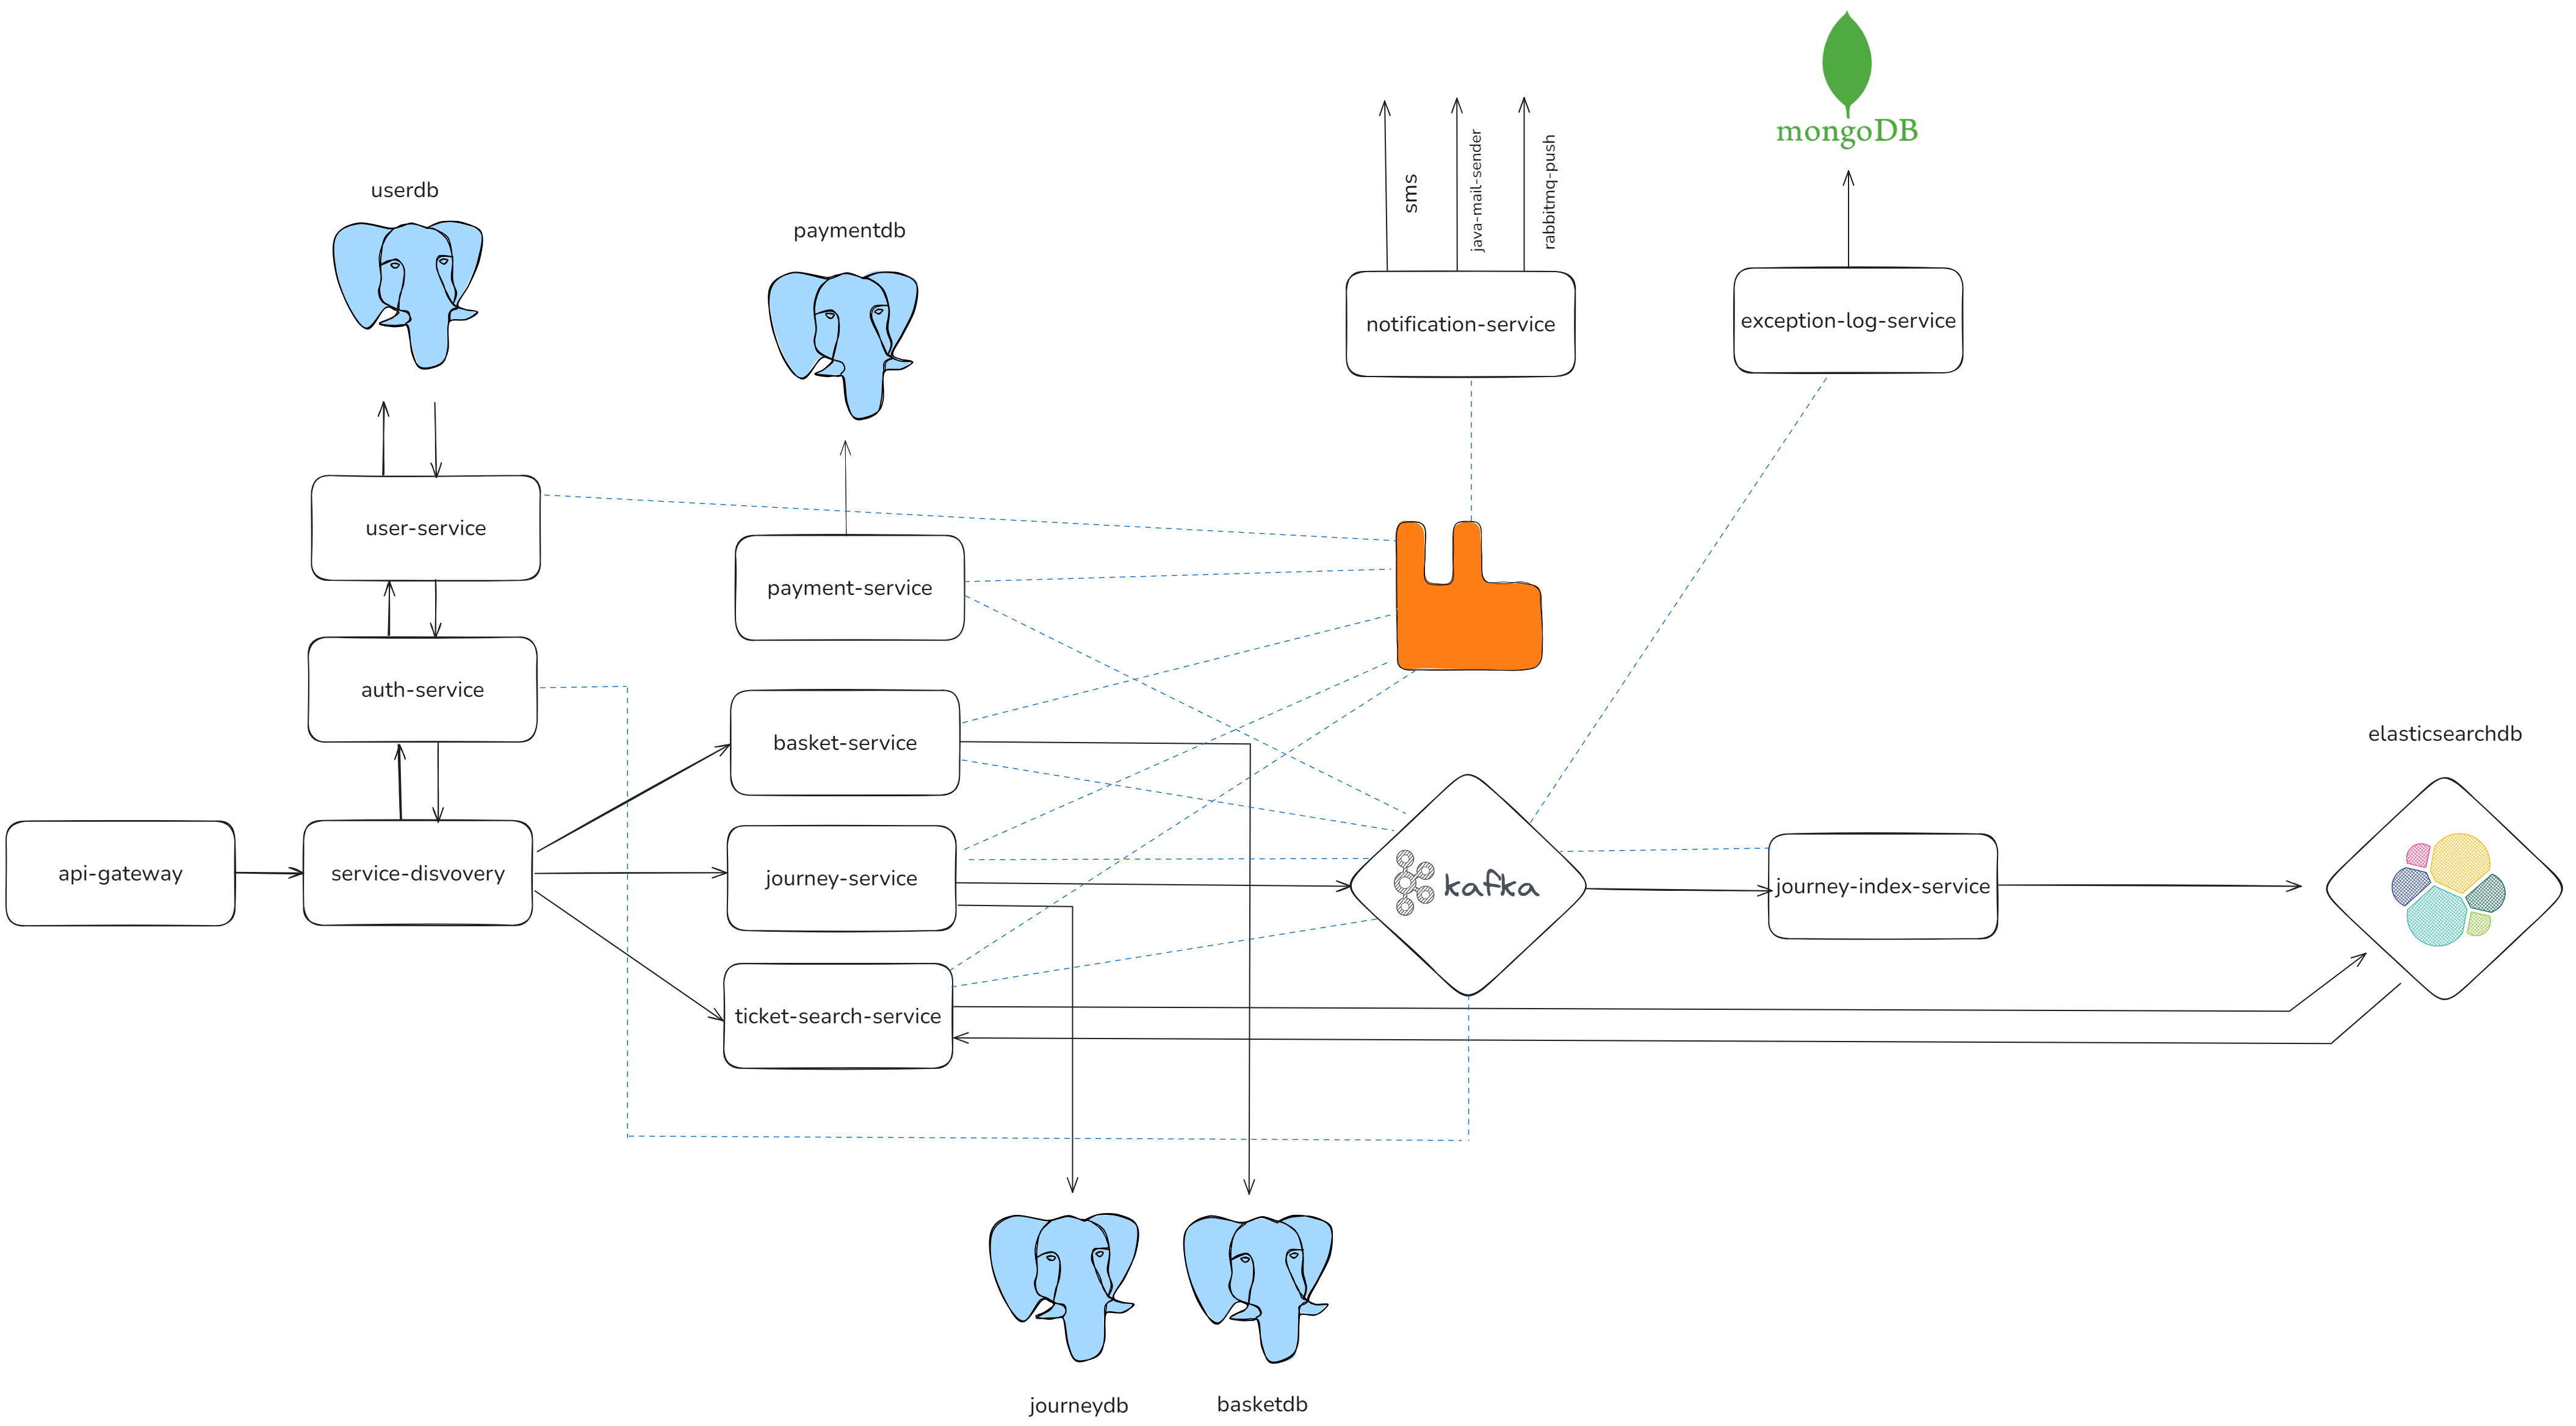 mongoDB
sms
java-mail-sender
rabbitmq-push
userdb
paymentdb
notification-service
exception-log-service
user-service
payment-service
auth-service
basket-service
elasticsearchdb
api-gateway
service-disvovery
journey-service
kafka
journey-index-service
ticket-search-service
journeydb
basketdb